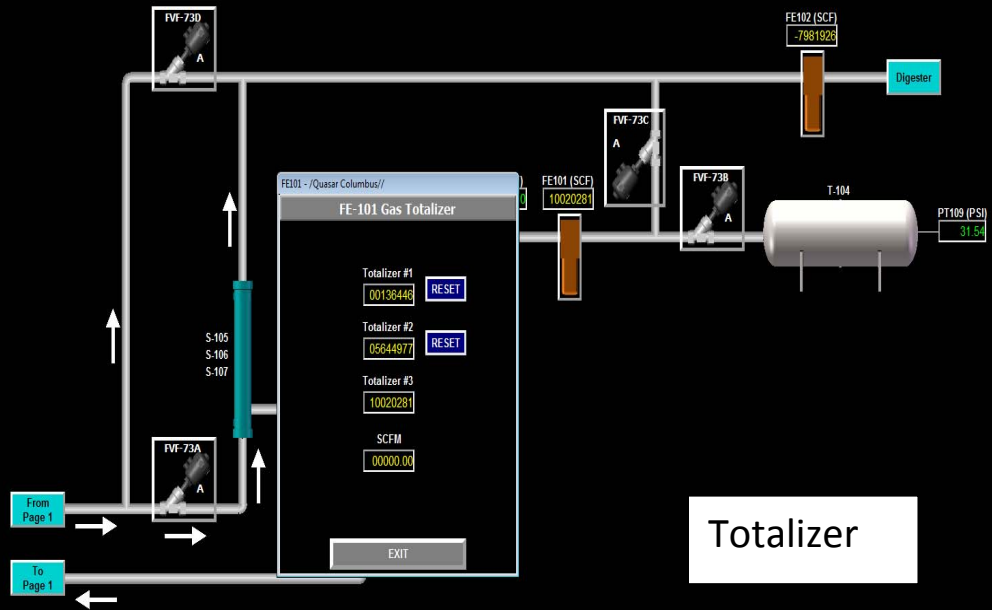 FVF-73D
A
FE102 (SCF)
-7981926
Digester
FVF-73C
A
FE101 (SCF)
10020281
FVF-73B
A
T-104
PT109 (PSI)
31.54
FE101 - /Quasar Columbus//
FE-101 Gas Totalizer
Totalizer #1
00136446
RESET
Totalizer #2
05644977
RESET
Totalizer #3
10020281
SCFM
00000.00
EXIT
S-105
S-106
S-107
FVF-73A
A
From
Page 1
To
Page 1
Totalizer